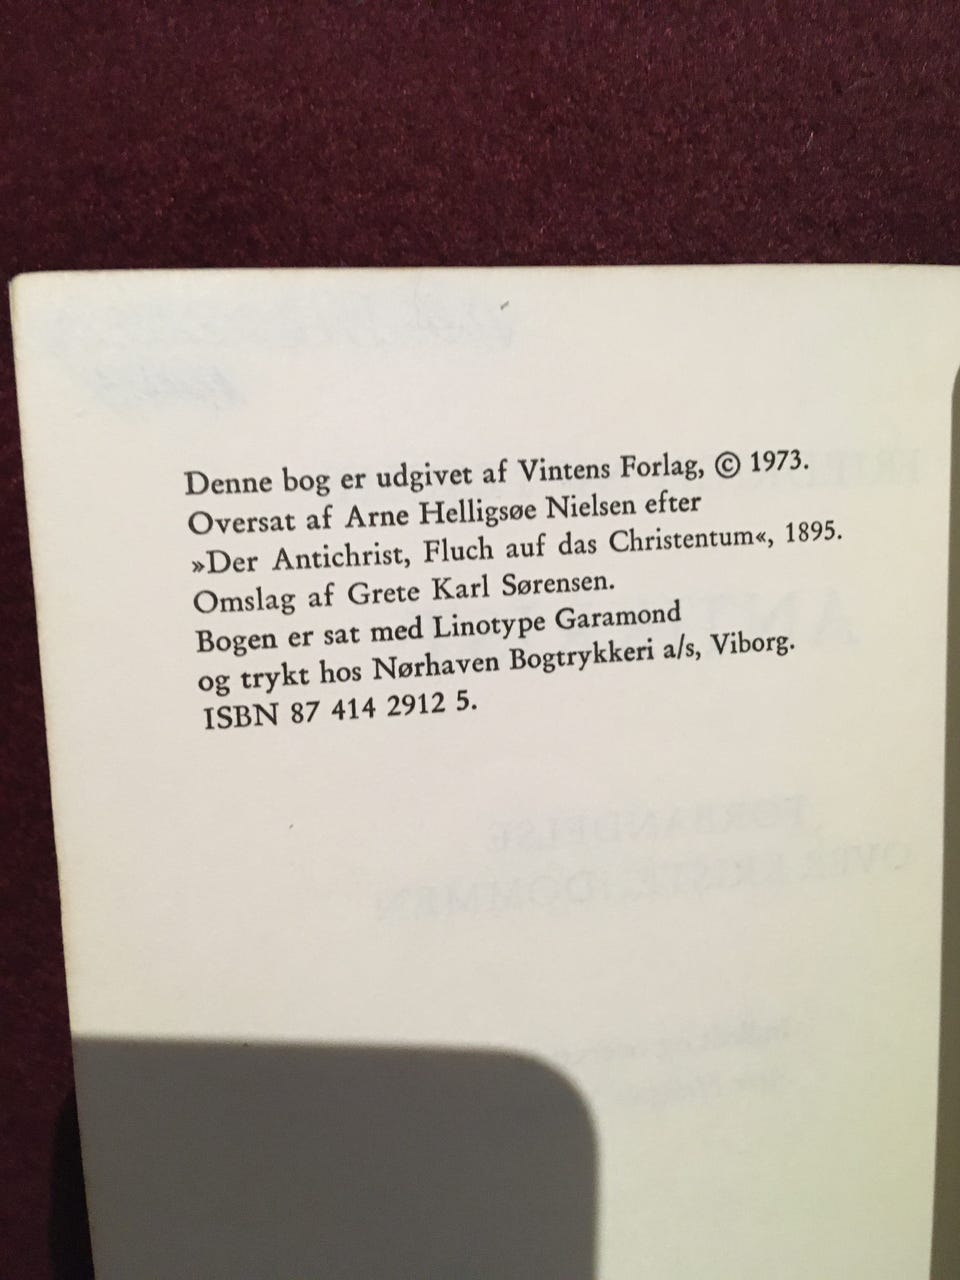 Denne bog er udgivet af Vintens Forlag, © 1973.
Oversat af Arne Helligsøe Nielsen efter
»Der Antichrist, Fluch auf das Christentum«, 1895.
Omslag af Grete Karl Sørensen.
Bogen er sat med Linotype Garamond
og trykt hos Nørhaven Bogtrykkeri a/s, Viborg.
ISBN 87 414 2912 5.